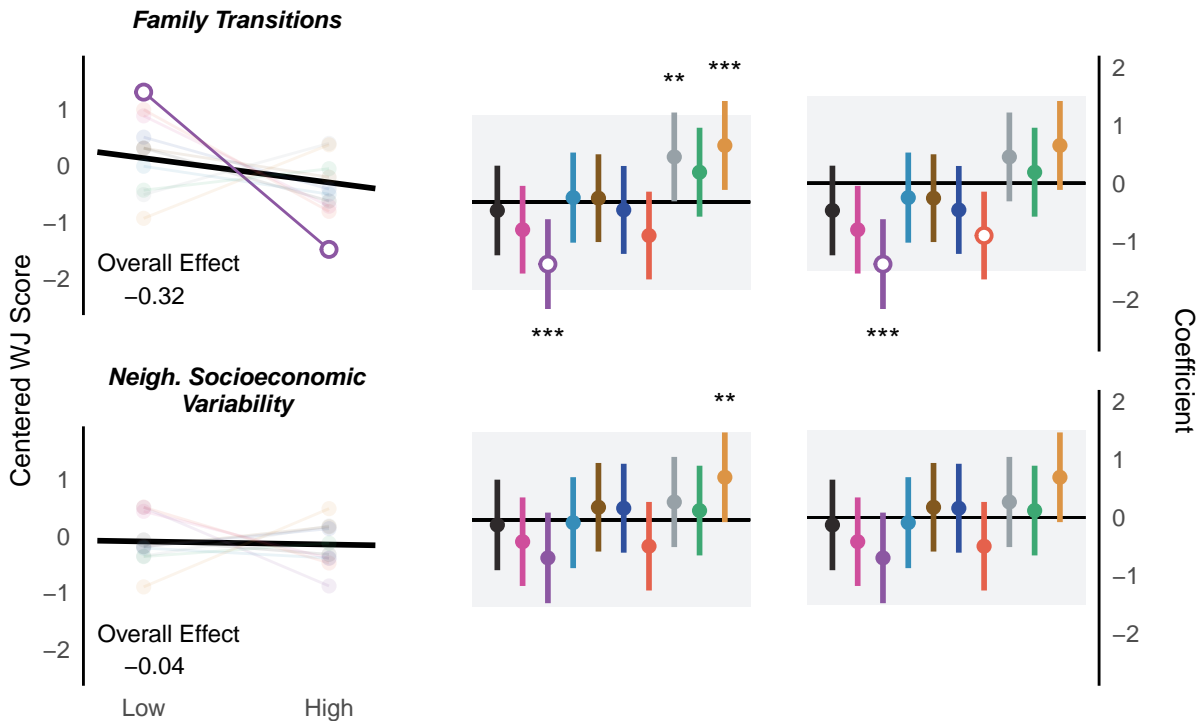 Family Transitions
Centered WJ Score
1
0
−1
−2
Overall Effect
−0.32
**
***
***
***
2
1
0
−1
−2
Coefficient
Neigh. Socioeconomic
Variability
1
0
−1
−2
Overall Effect
−0.04
Low
High
**
2
1
0
−1
−2